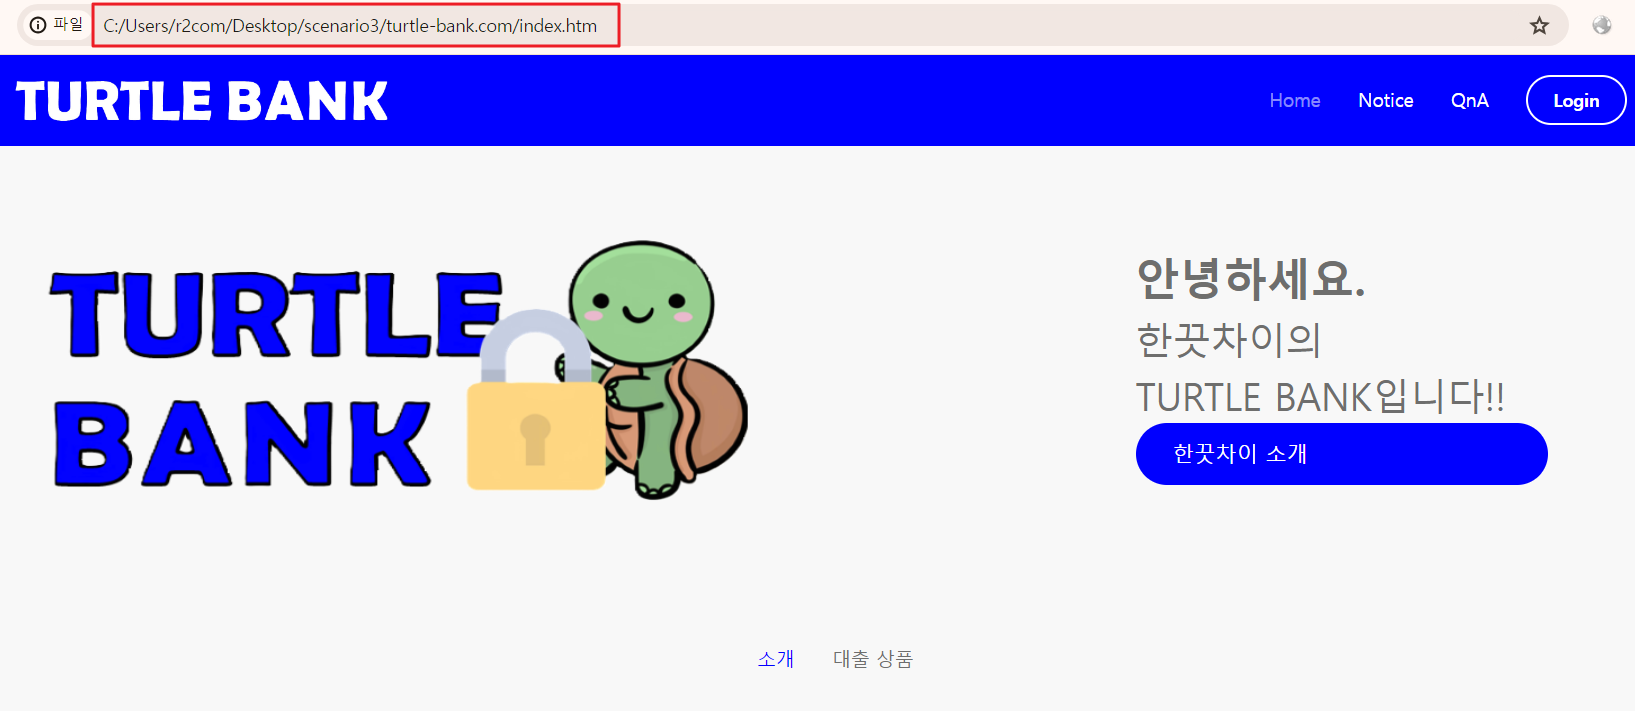 파일 C:/Users/r2com/Desktop/scenario3/turtle-bank.com/index.htm
TURTLE BANK
Home Notice QnA Login
TURTLE
BANK
안녕하세요.
한끗차이의
TURTLE BANK입니다!!
한끗차이 소개
소개 대출 상품